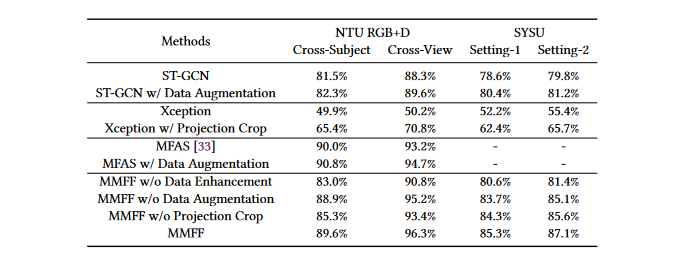 Methods NTU RGB+D SYSU
Cross-Subject Cross-View Setting-1 Setting-2
ST-GCN 81.5% 88.3% 78.6% 79.8%
ST-GCN w/ Data Augmentation 82.3% 89.6% 80.4% 81.2%
Xception 49.9% 50.2% 52.2% 55.4%
Xception w/ Projection Crop 65.4% 70.8% 62.4% 65.7%
MFAS [33] 90.0% 93.2% - -
MFAS w/ Data Augmentation 90.8% 94.7% - -
MMFF w/o Data Enhancement 83.0% 90.8% 80.6% 81.4%
MMFF w/o Data Augmentation 88.9% 95.2% 83.7% 85.1%
MMFF w/o Projection Crop 85.3% 93.4% 84.3% 85.6%
MMFF 89.6% 96.3% 85.3% 87.1%